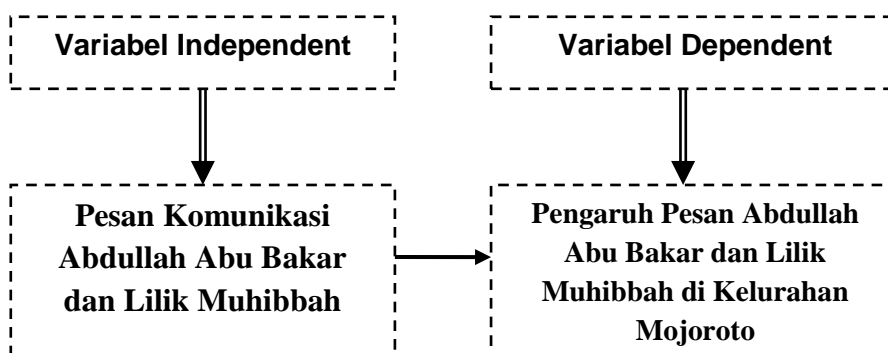 Variabel Independent
Variabel Dependent
Pesan Komunikasi
Abdullah Abu Bakar
dan Lilik Muhibbah
Pengaruh Pesan Abdullah
Abu Bakar dan Lilik
Muhibbah di Kelurahan
Mojoroto